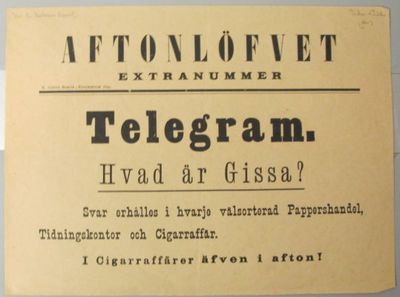 AFTONLÖFVET
EXTRANUMMER
Telegram.
Hvad är Gissa?
Svar erhålles i hvarje välsorterad Pappershandel,
Tidningskontor och Cigarraffär.
I Cigarraffärer äfven i afton!